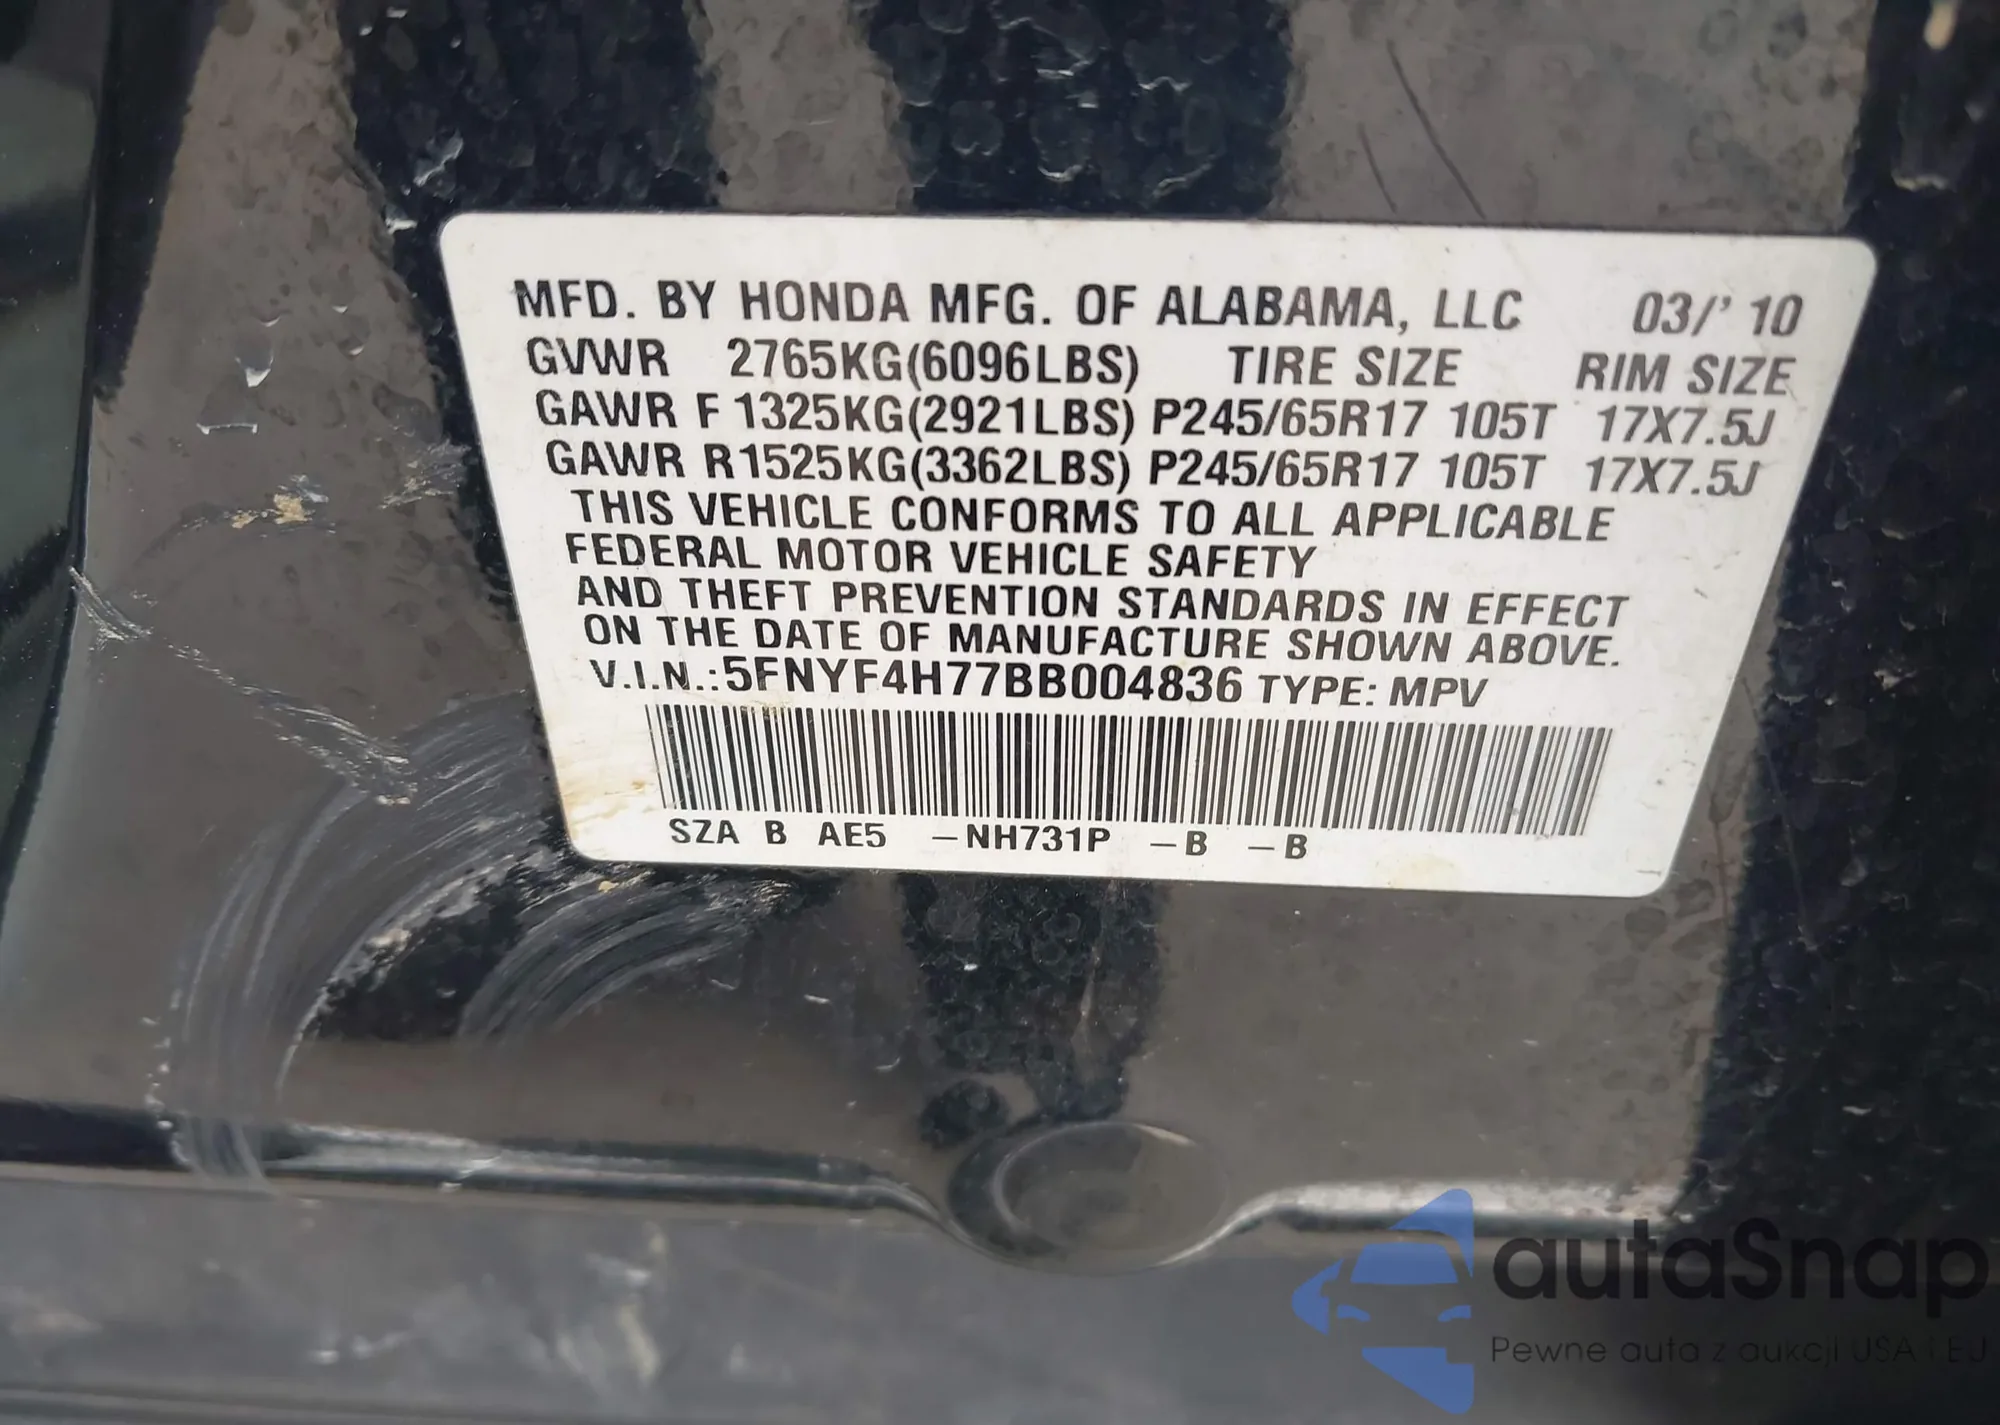 MFD. BY HONDA MFG. OF ALABAMA, LLC 03/' 10
GVWR 2765KG(6096LBS) TIRE SIZE RIM SIZE
GAWR F 1325KG(2921LBS) P245/65R17 105T 17X7.5J
GAWR R1525KG(3362LBS) P245/65R17 105T 17X7.5J
THIS VEHICLE CONFORMS TO ALL APPLICABLE
FEDERAL MOTOR VEHICLE SAFETY
AND THEFT PREVENTION STANDARDS IN EFFECT
ON THE DATE OF MANUFACTURE SHOWN ABOVE.
V.I.N.:5FNYF4H77BB004836 TYPE: MPV
SZA B AE5 –NH731P –B –B
autaSnap
Pewne auta z aukcji USA i EU